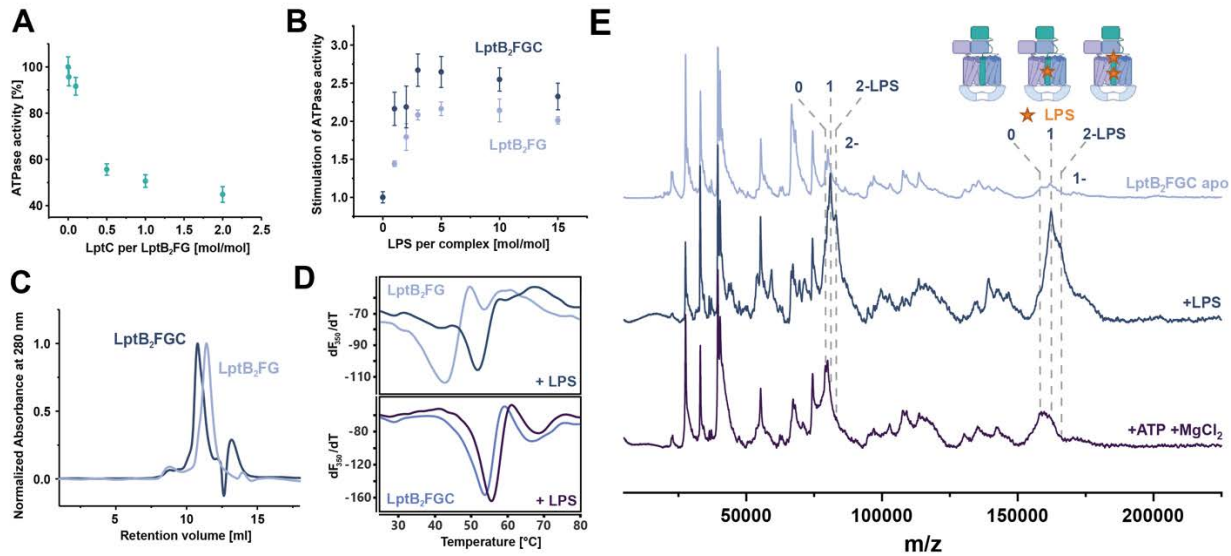 A
ATPase activity [%]
100
90
80
70
60
50
40
0.0 0.5 1.0 1.5 2.0 2.5
LptC per LptB₂FG [mol/mol]
B
Stimulation of ATPase activity
3.0
2.5
2.0
1.5
1.0
LptB₂FGC
LptB₂FG
0 5 10 15
LPS per complex [mol/mol]
C
Normalized Absorbance at 280 nm
1.0
0.5
0.0
LptB₂FGC
LptB₂FG
5 10 15
Retention volume [ml]
D
dF₃₅₀/dT
-70
-90
-110
LptB₂FG
+ LPS
dF₃₅₀/dT
-80
-120
-160
LptB₂FGC
+ LPS
30 40 50 60 70 80
Temperature [°C]
E
0 1 2-LPS
2-
LPS
0 1 2-LPS
1-
LptB₂FGC apo
+LPS
+ATP +MgCl₂
50000 100000 150000 200000
m/z